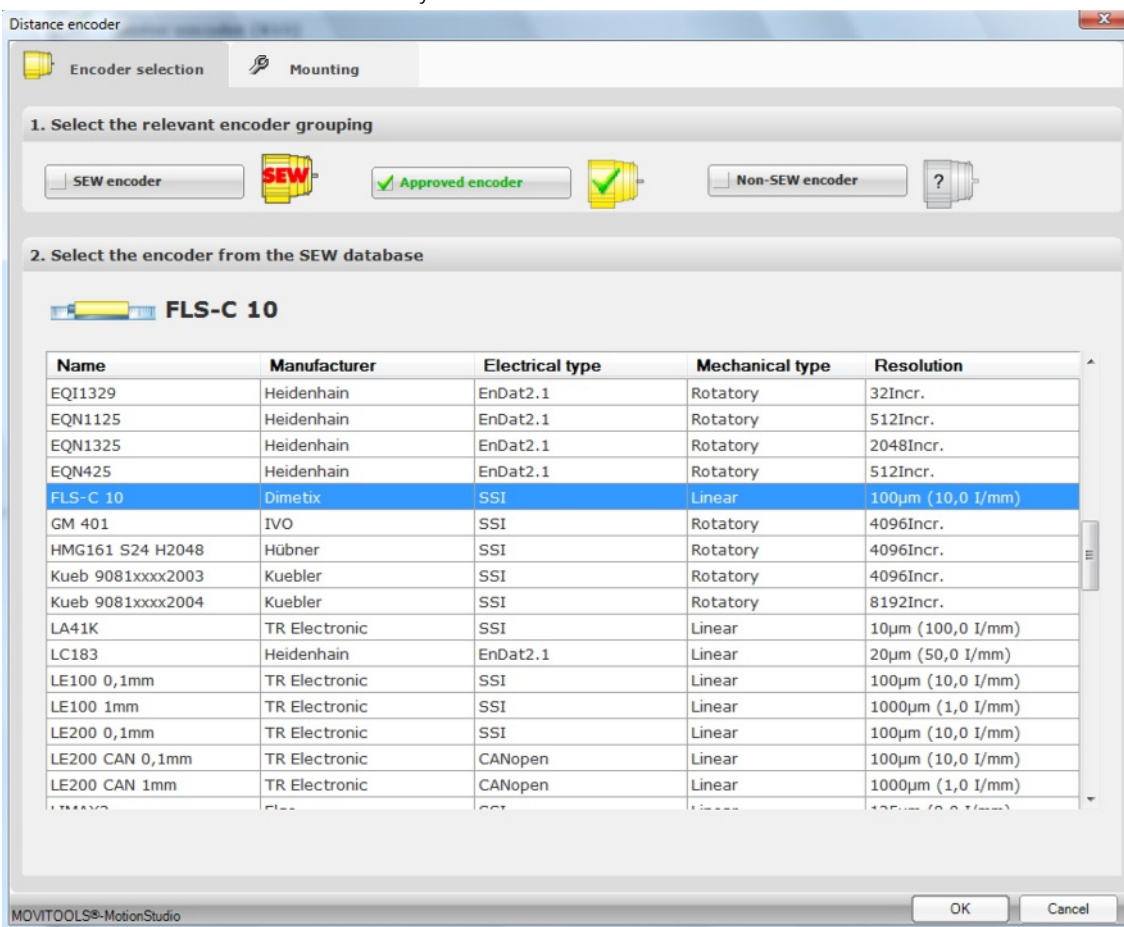 Distance encoder
Encoder selection Mounting
1. Select the relevant encoder grouping
SEW encoder SEW Approved encoder Non-SEW encoder ?
2. Select the encoder from the SEW database
FLS-C 10
Name Manufacturer Electrical type Mechanical type Resolution
EQI1329 Heidenhain EnDat2.1 Rotatory 32Incr.
EQN1125 Heidenhain EnDat2.1 Rotatory 512Incr.
EQN1325 Heidenhain EnDat2.1 Rotatory 2048Incr.
EQN425 Heidenhain EnDat2.1 Rotatory 512Incr.
FLS-C 10 Dimetix SSI Linear 100µm (10,0 I/mm)
GM 401 IVO SSI Rotatory 4096Incr.
HMG161 S24 H2048 Hübner SSI Rotatory 4096Incr.
Kueb 9081xxxx2003 Kuebler SSI Rotatory 4096Incr.
Kueb 9081xxxx2004 Kuebler SSI Rotatory 8192Incr.
LA41K TR Electronic SSI Linear 10µm (100,0 I/mm)
LC183 Heidenhain EnDat2.1 Linear 20µm (50,0 I/mm)
LE100 0,1mm TR Electronic SSI Linear 100µm (10,0 I/mm)
LE100 1mm TR Electronic SSI Linear 1000µm (1,0 I/mm)
LE200 0,1mm TR Electronic SSI Linear 100µm (10,0 I/mm)
LE200 CAN 0,1mm TR Electronic CANopen Linear 100µm (10,0 I/mm)
LE200 CAN 1mm TR Electronic CANopen Linear 1000µm (1,0 I/mm)
MOVITOOLS®-MotionStudio OK Cancel